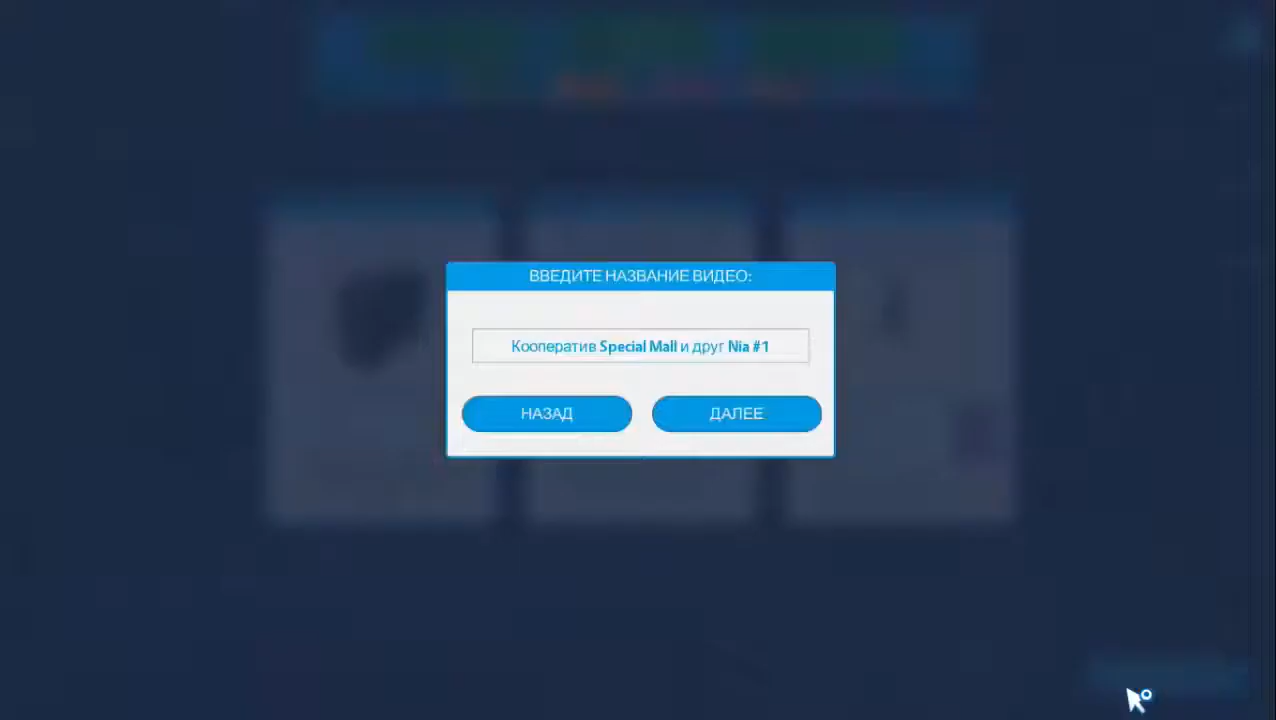 ВВЕДИТЕ НАЗВАНИЕ ВИДЕО:
Кооператив Special Mall и друг Nia #1
НАЗАД
ДАЛЕЕ